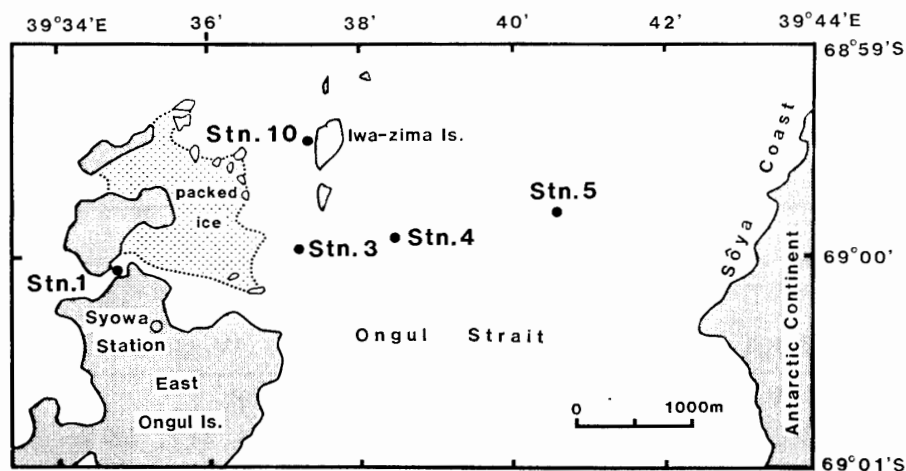 39°34'E 36' 38' 40' 42' 39°44'E
68°59'S
Stn.10
Iwa-zima Is.
Coast
packed
ice
Stn.5
Stn.3
Stn.4
Sôya
69°00'
Stn.1
Syowa
Station
Ongul Strait
Antarctic Continent
East
Ongul Is.
0 1000m
69°01'S